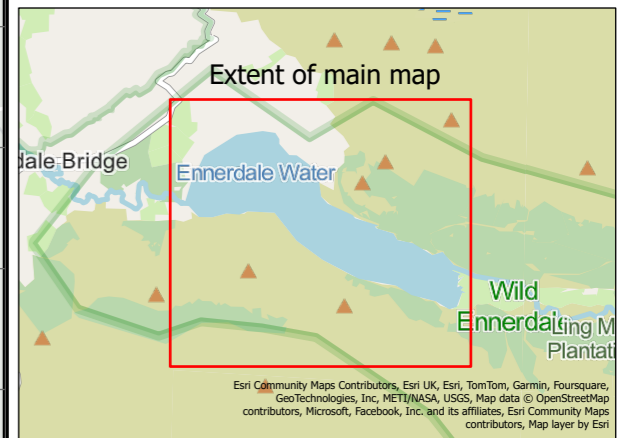 Extent of main map
dale Bridge
Ennerdale Water
Wild
Ennerdale
Ling M
Plantati
Esri Community Maps Contributors, Esri UK, Esri, TomTom, Garmin, Foursquare,
GeoTechnologies, Inc, METI/NASA, USGS, Map data © OpenStreetMap
contributors, Microsoft, Facebook, Inc. and its affiliates, Esri Community Maps
contributors, Map layer by Esri